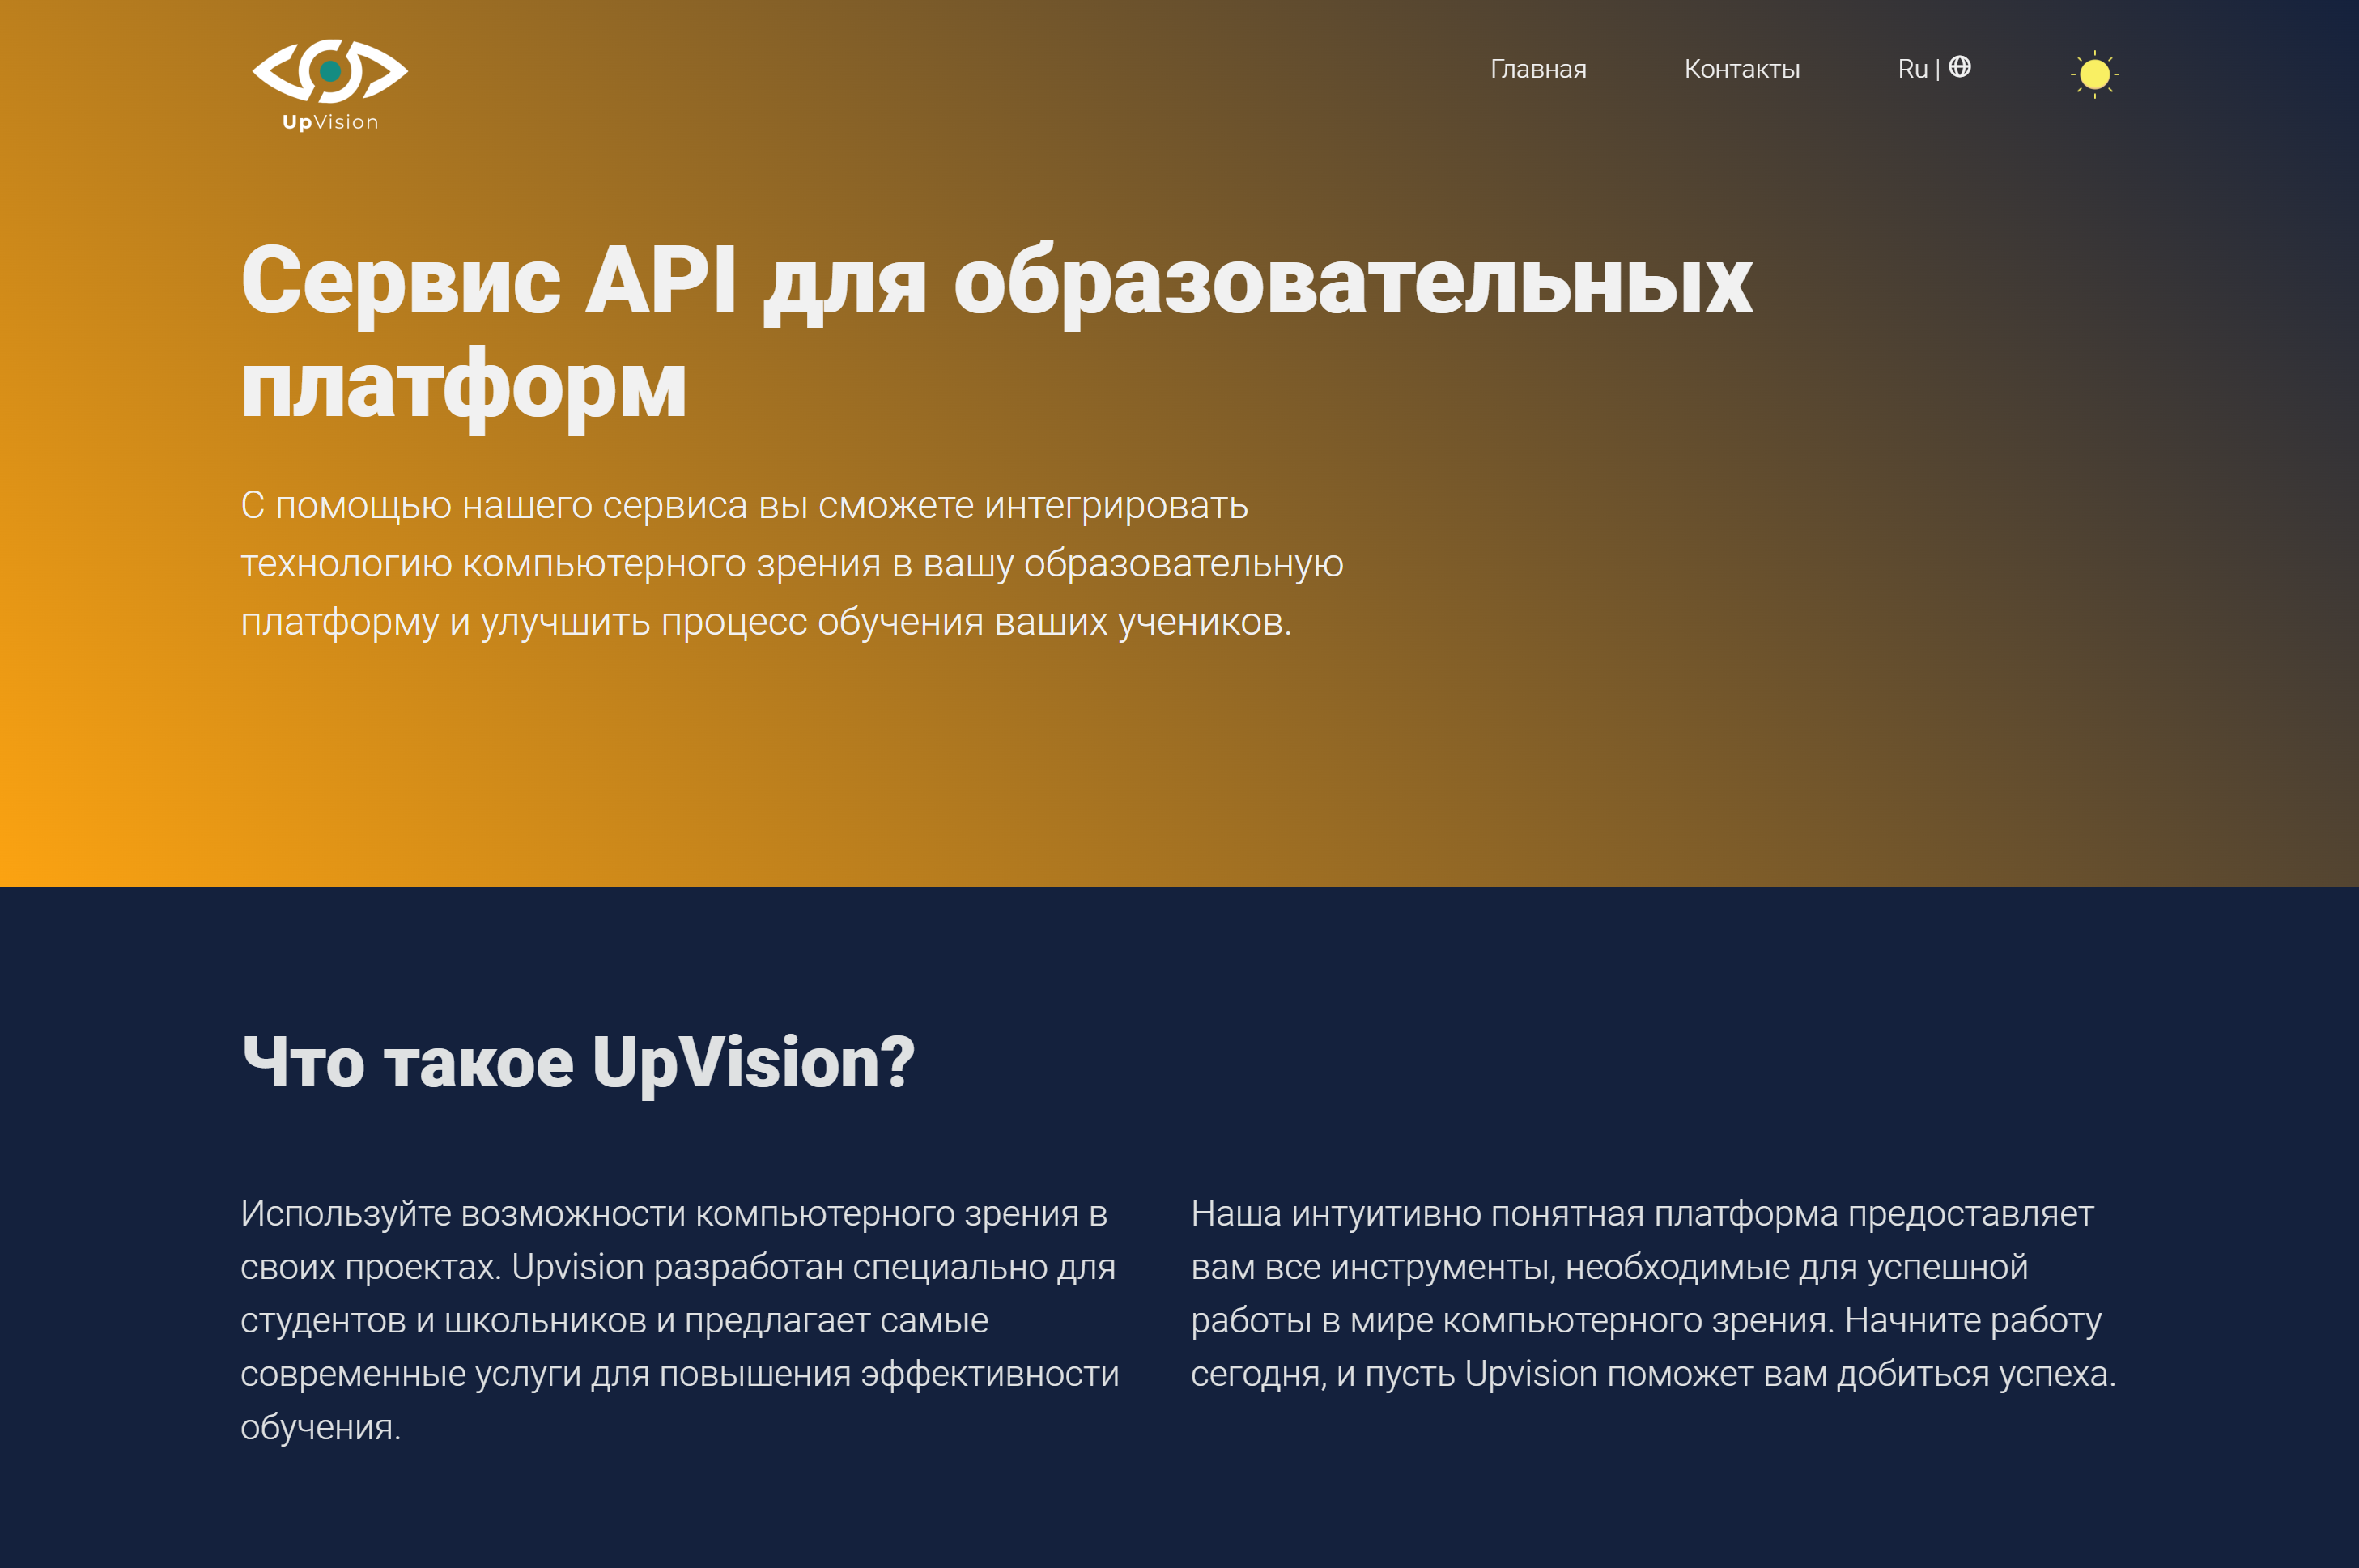 UpVision
Главная
Контакты
Ru |
Сервис API для образовательных
платформ
С помощью нашего сервиса вы сможете интегрировать
технологию компьютерного зрения в вашу образовательную
платформу и улучшить процесс обучения ваших учеников.
Что такое UpVision?
Используйте возможности компьютерного зрения в
своих проектах. Upvision разработан специально для
студентов и школьников и предлагает самые
современные услуги для повышения эффективности
обучения.
Наша интуитивно понятная платформа предоставляет
вам все инструменты, необходимые для успешной
работы в мире компьютерного зрения. Начните работу
сегодня, и пусть Upvision поможет вам добиться успеха.